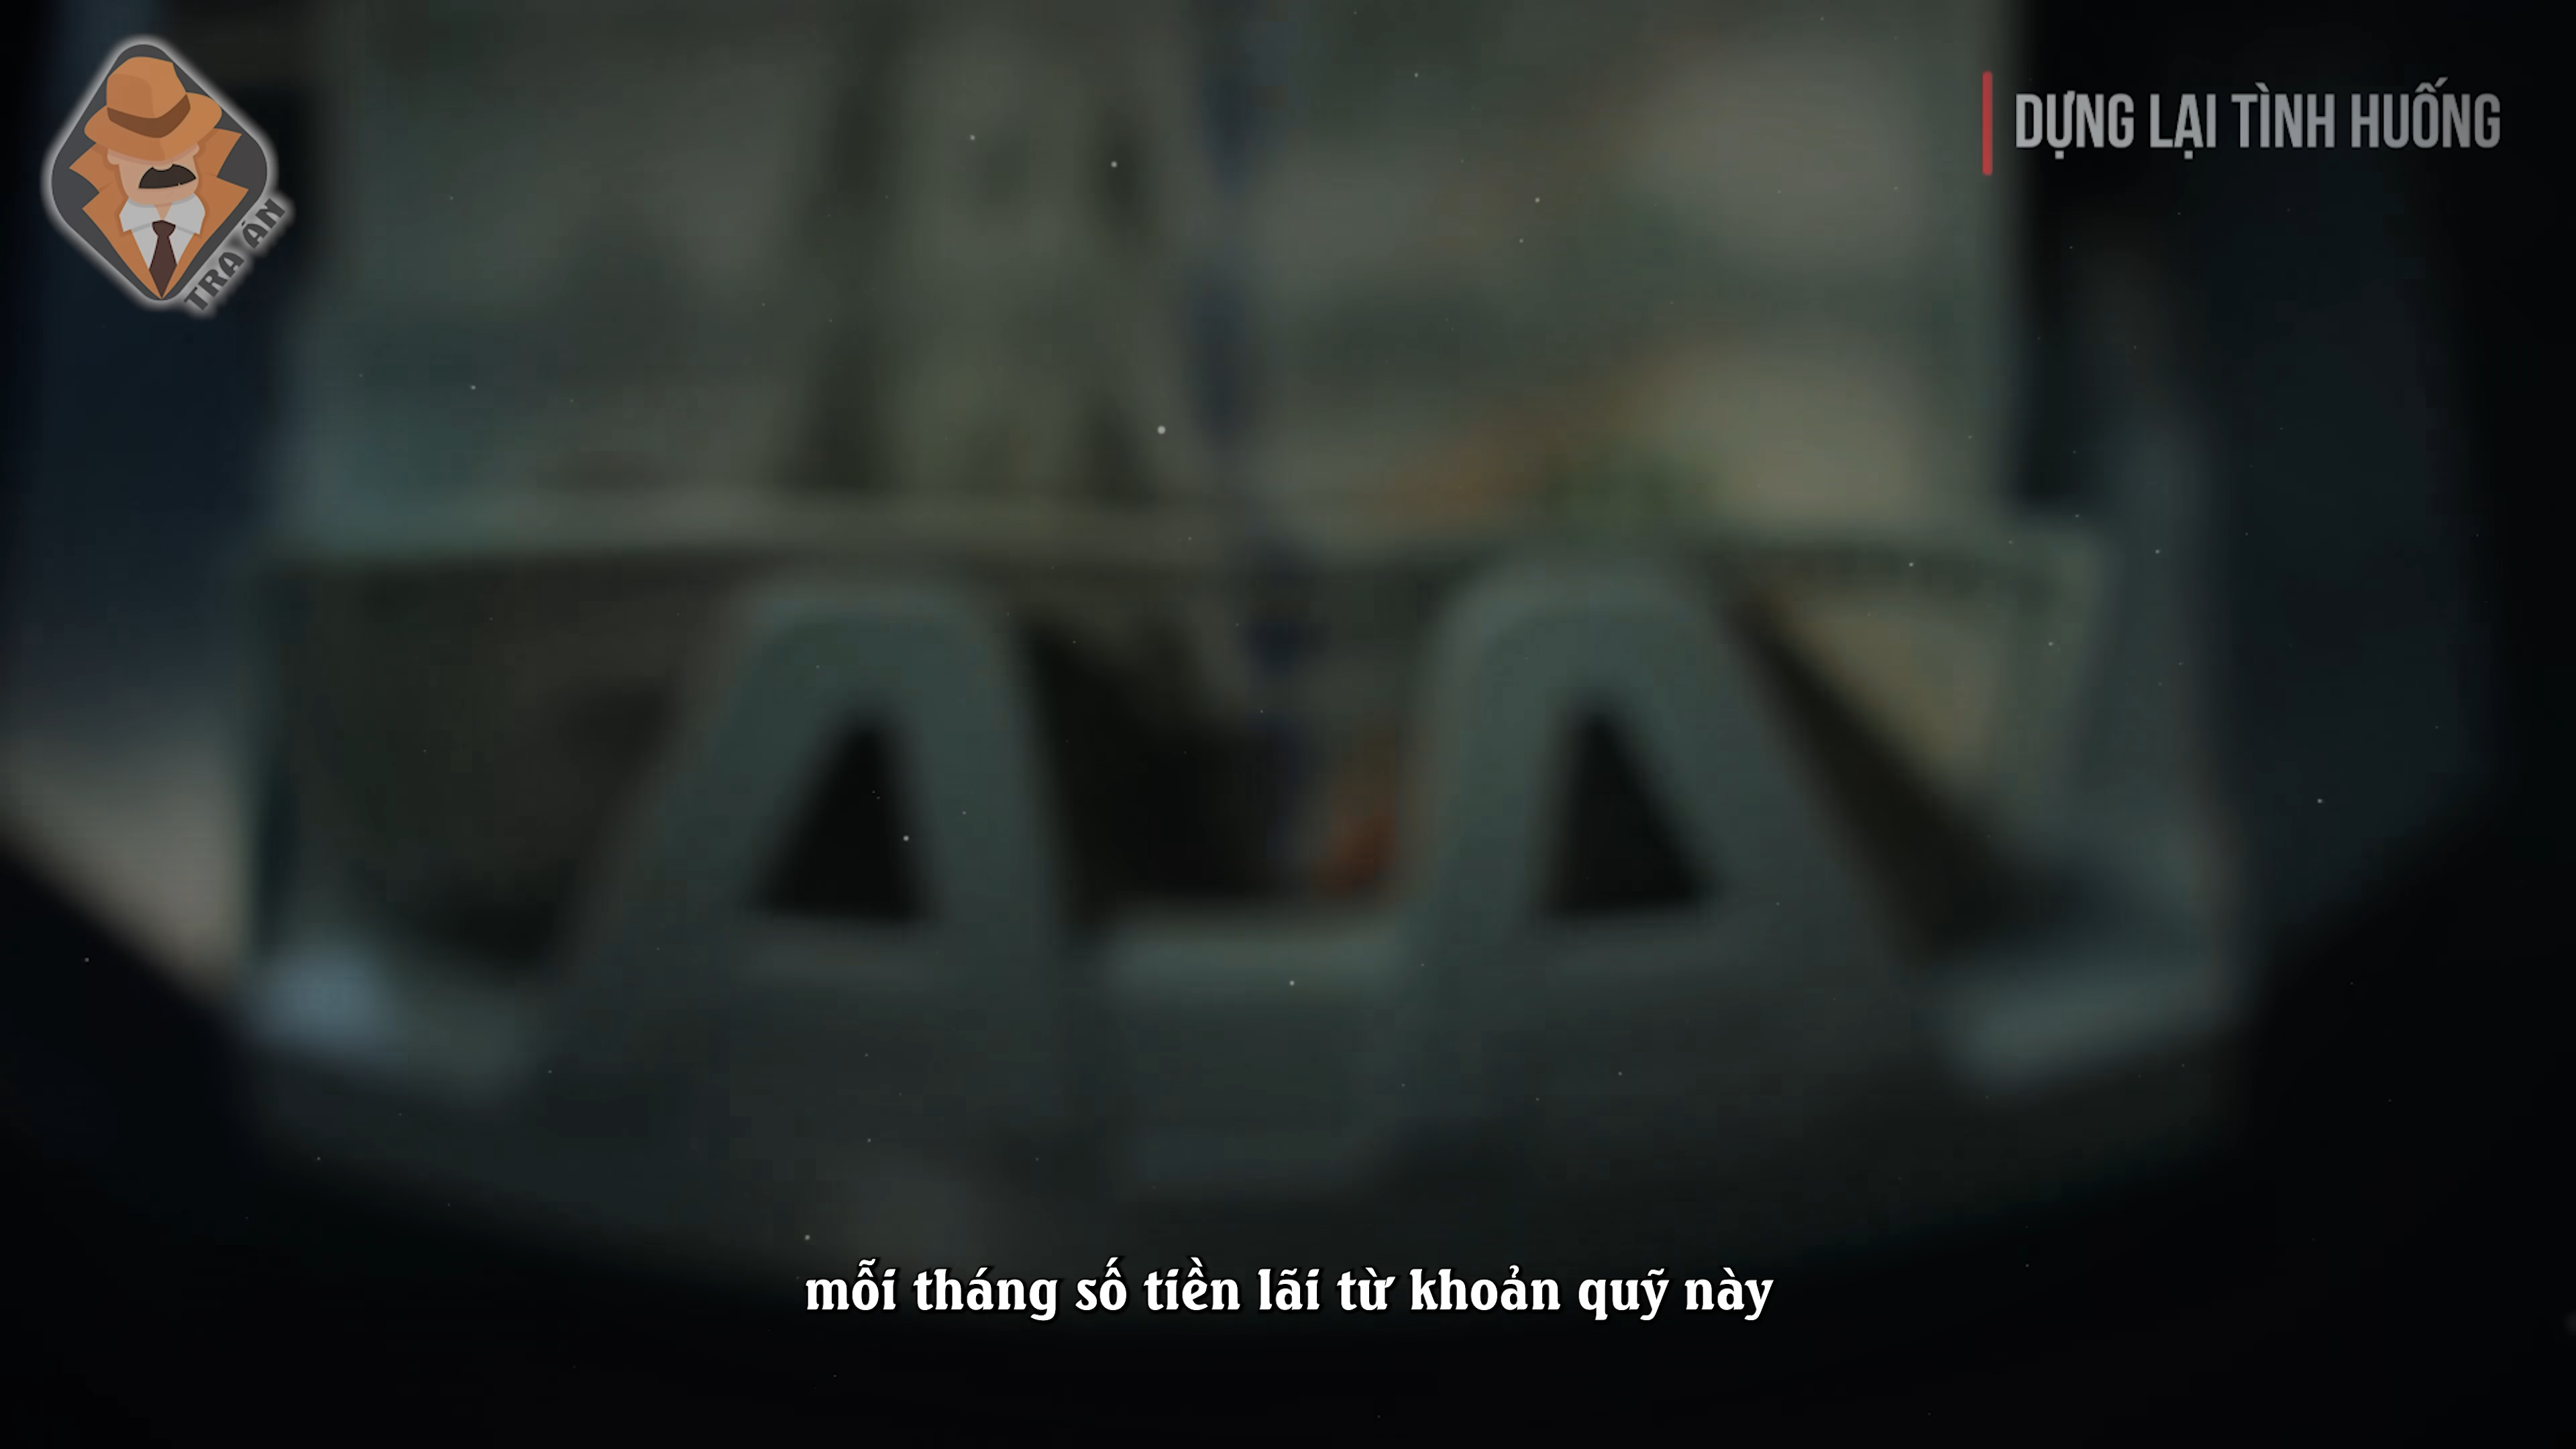 TRA ÁN
DỰNG LẠI TÌNH HUỐNG
mỗi tháng số tiền lãi từ khoản quỹ này